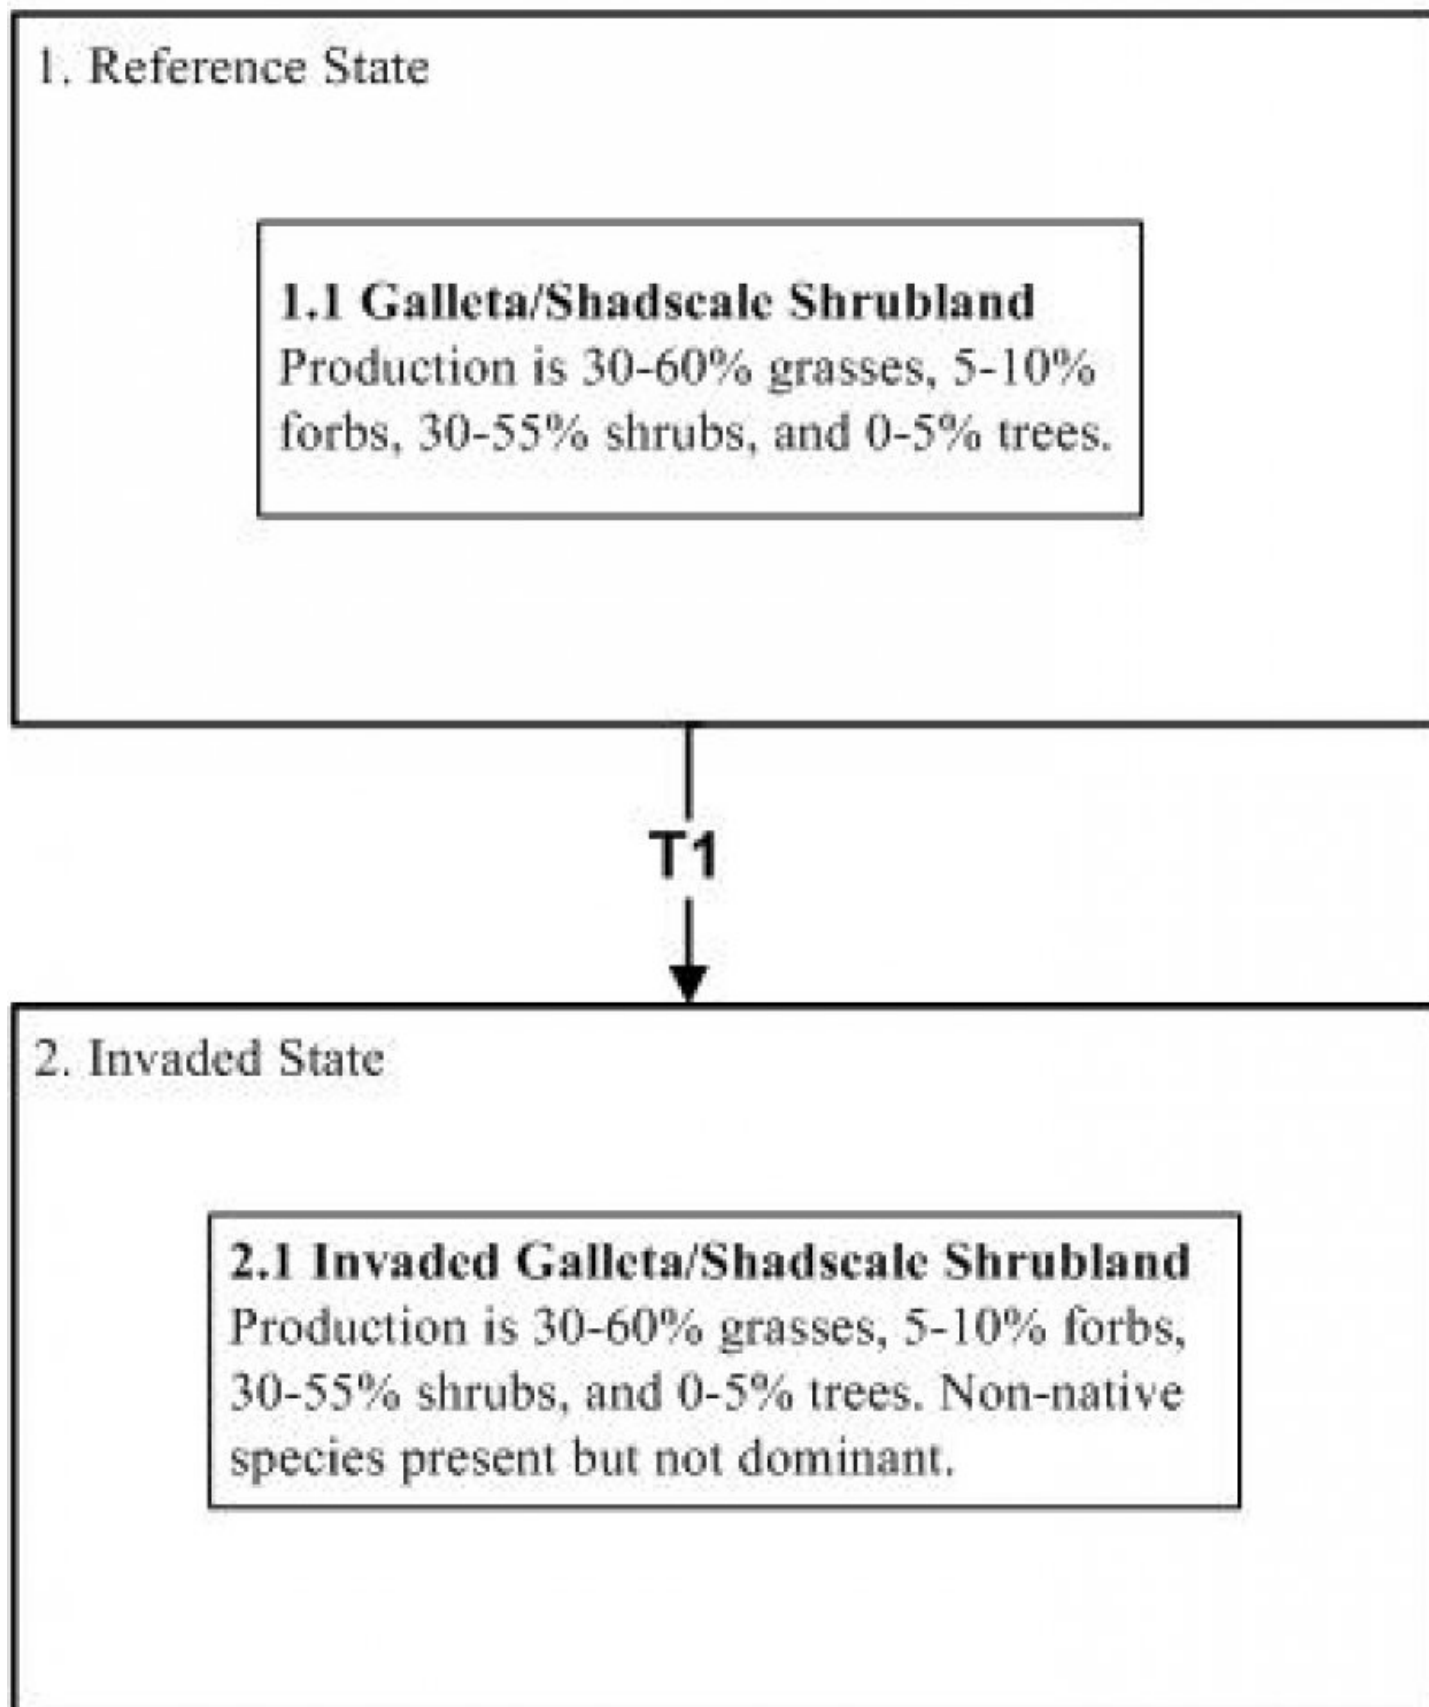 1. Reference State
1.1 Galleta/Shadscale Shrubland
Production is 30-60% grasses, 5-10%
forbs, 30-55% shrubs, and 0-5% trees.
T1
2. Invaded State
2.1 Invaded Galleta/Shadscale Shrubland
Production is 30-60% grasses, 5-10% forbs,
30-55% shrubs, and 0-5% trees. Non-native
species present but not dominant.